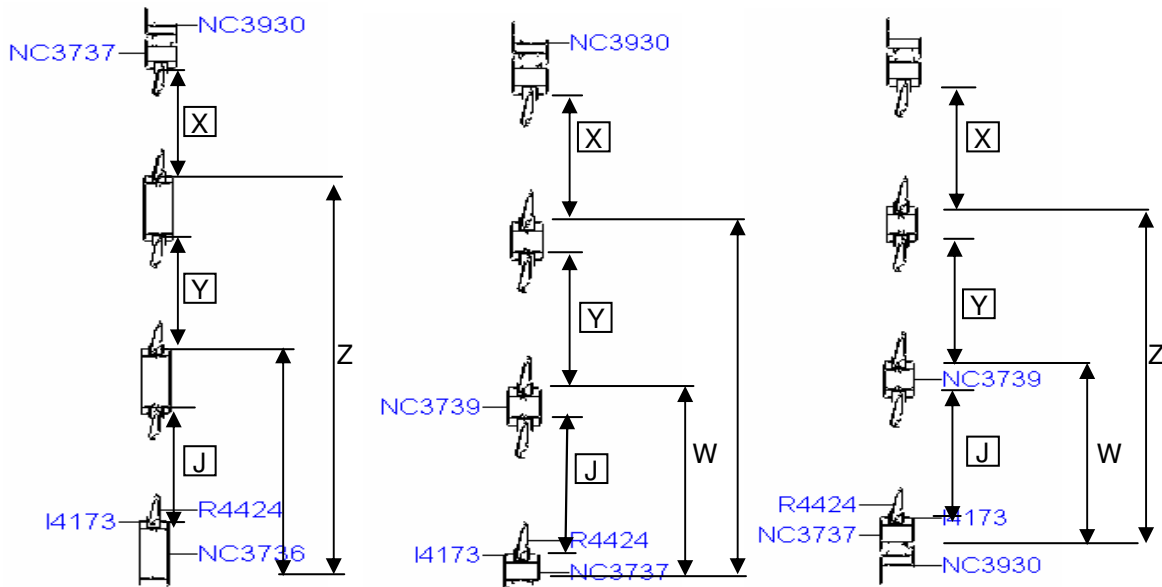 NC3930
NC3737
X
Y
Z
J
R4424
I4173
NC3736
NC3930
X
Y
NC3739
W
J
R4424
I4173
NC3737
X
Y
Z
NC3739
J
W
R4424
I4173
NC3737
NC3930